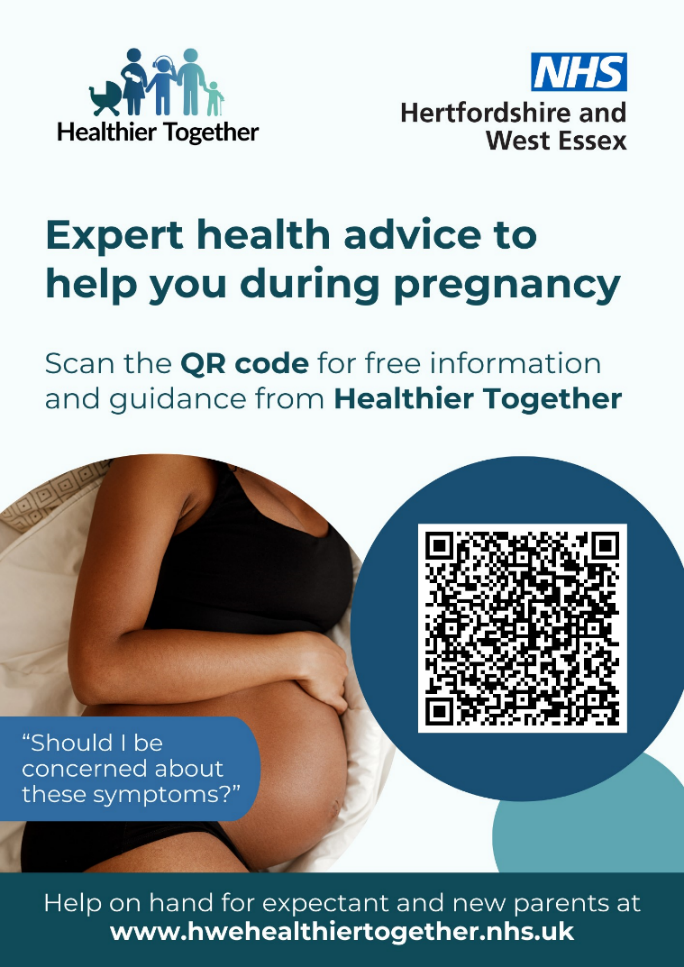 Healthier Together
NHS
Hertfordshire and
West Essex
Expert health advice to
help you during pregnancy
Scan the QR code for free information
and guidance from Healthier Together
“Should I be
concerned about
these symptoms?”
Help on hand for expectant and new parents at
www.hwehealthiertogether.nhs.uk